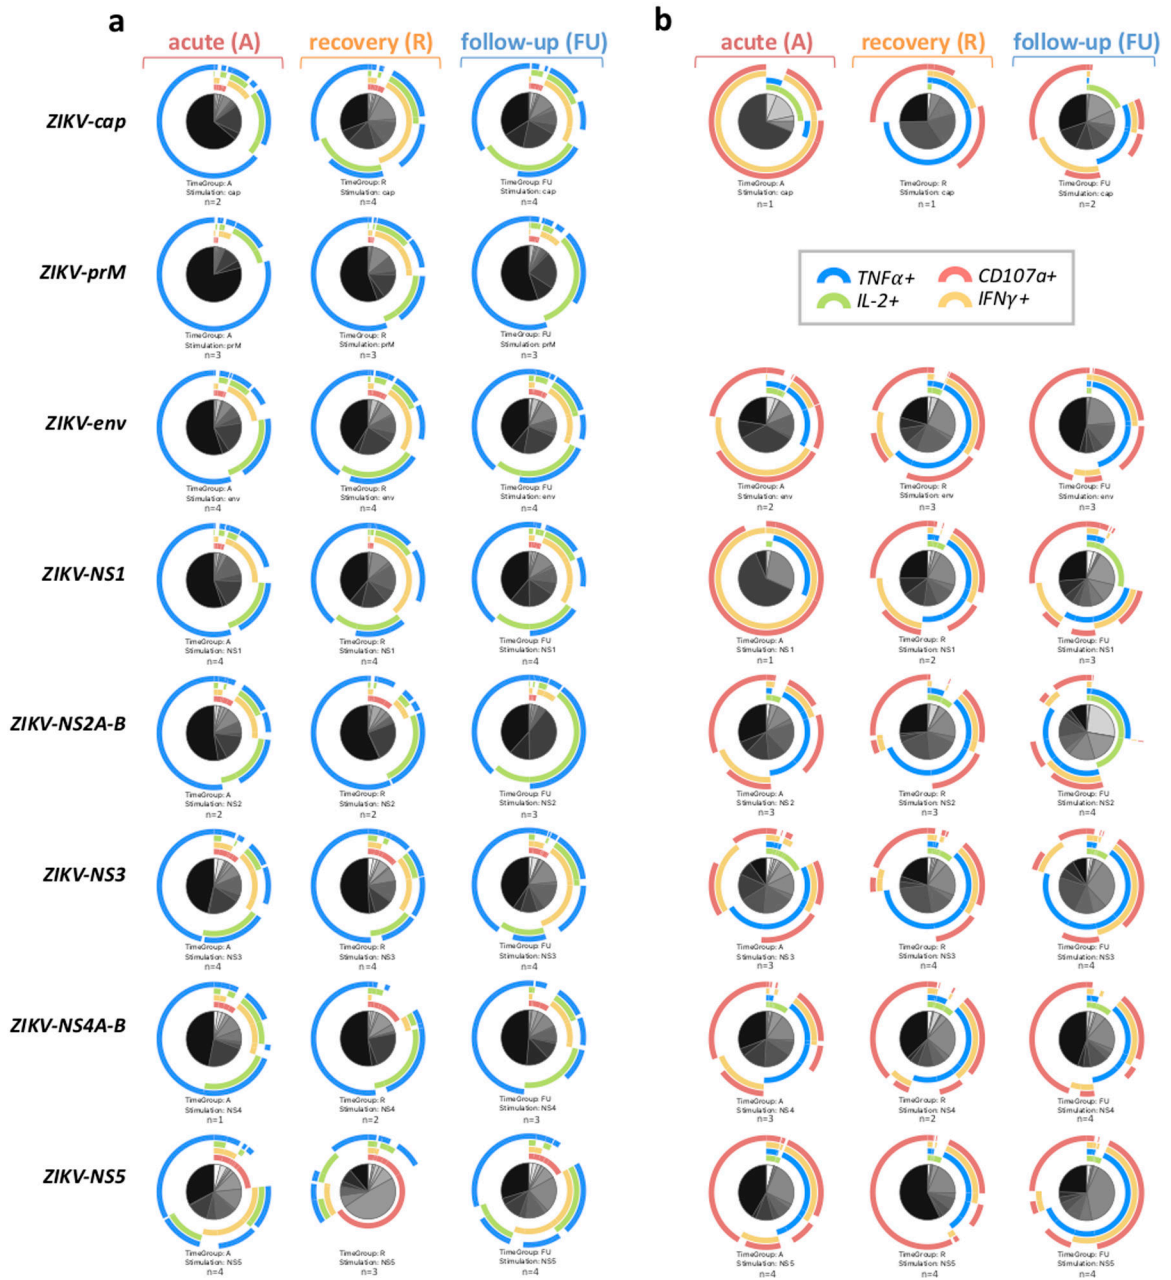 a
b
acute (A) recovery (R) follow-up (FU)
acute (A) recovery (R) follow-up (FU)
ZIKV-cap
TimeGroup: A
Stimulation: cap
n=2
TimeGroup: R
Stimulation: cap
n=4
TimeGroup: FU
Stimulation: cap
n=4
TimeGroup: A
Stimulation: cap
n=1
TimeGroup: R
Stimulation: cap
n=1
TimeGroup: FU
Stimulation: cap
n=2
ZIKV-prM
TimeGroup: A
Stimulation: prM
n=3
TimeGroup: R
Stimulation: prM
n=3
TimeGroup: FU
Stimulation: prM
n=3
TNFα+ CD107a+
IL-2+ IFNγ+
ZIKV-env
TimeGroup: A
Stimulation: env
n=4
TimeGroup: R
Stimulation: env
n=4
TimeGroup: FU
Stimulation: env
n=4
TimeGroup: A
Stimulation: env
n=2
TimeGroup: R
Stimulation: env
n=3
TimeGroup: FU
Stimulation: env
n=3
ZIKV-NS1
TimeGroup: A
Stimulation: NS1
n=4
TimeGroup: R
Stimulation: NS1
n=4
TimeGroup: FU
Stimulation: NS1
n=4
TimeGroup: A
Stimulation: NS1
n=1
TimeGroup: R
Stimulation: NS1
n=2
TimeGroup: FU
Stimulation: NS1
n=3
ZIKV-NS2A-B
TimeGroup: A
Stimulation: NS2
n=2
TimeGroup: R
Stimulation: NS2
n=2
TimeGroup: FU
Stimulation: NS2
n=3
TimeGroup: A
Stimulation: NS2
n=3
TimeGroup: R
Stimulation: NS2
n=3
TimeGroup: FU
Stimulation: NS2
n=4
ZIKV-NS3
TimeGroup: A
Stimulation: NS3
n=4
TimeGroup: R
Stimulation: NS3
n=4
TimeGroup: FU
Stimulation: NS3
n=4
TimeGroup: A
Stimulation: NS3
n=3
TimeGroup: R
Stimulation: NS3
n=4
TimeGroup: FU
Stimulation: NS3
n=4
ZIKV-NS4A-B
TimeGroup: A
Stimulation: NS4
n=1
TimeGroup: R
Stimulation: NS4
n=2
TimeGroup: FU
Stimulation: NS4
n=3
TimeGroup: A
Stimulation: NS4
n=3
TimeGroup: R
Stimulation: NS4
n=2
TimeGroup: FU
Stimulation: NS4
n=4
ZIKV-NS5
TimeGroup: A
Stimulation: NS5
n=4
TimeGroup: R
Stimulation: NS5
n=3
TimeGroup: FU
Stimulation: NS5
n=4
TimeGroup: A
Stimulation: NS5
n=4
TimeGroup: R
Stimulation: NS5
n=4
TimeGroup: FU
Stimulation: NS5
n=4